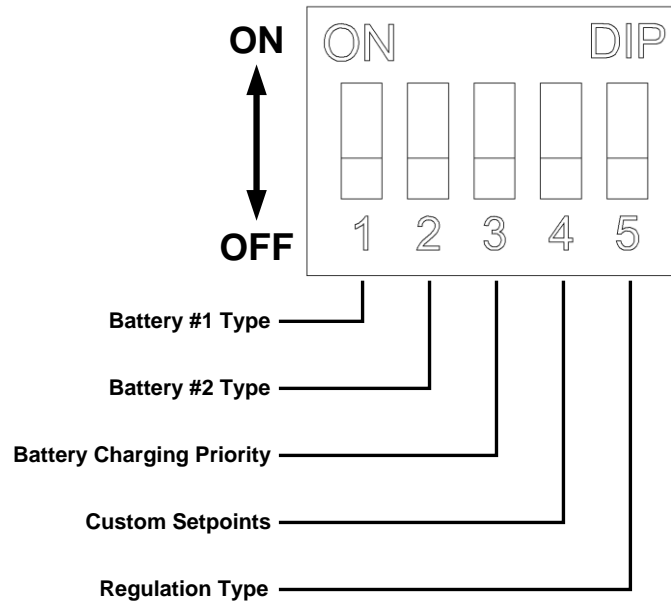 ON
ON DIP
OFF
1 2 3 4 5
Battery #1 Type
Battery #2 Type
Battery Charging Priority
Custom Setpoints
Regulation Type